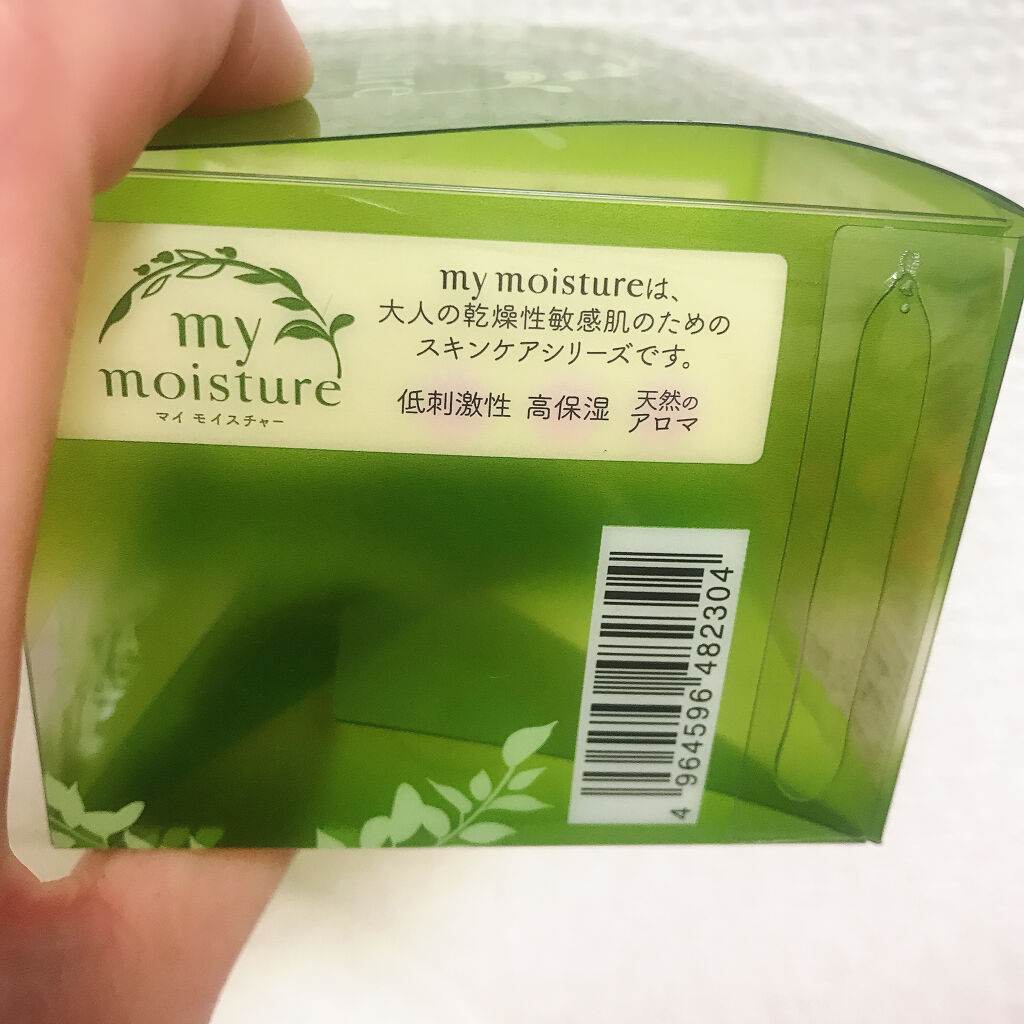 my
moisture
マイ モイスチャー
my moistureは、
大人の乾燥性敏感肌のための
スキンケアシリーズです。
低刺激性 高保湿 天然の
アロマ
4 964596 482304